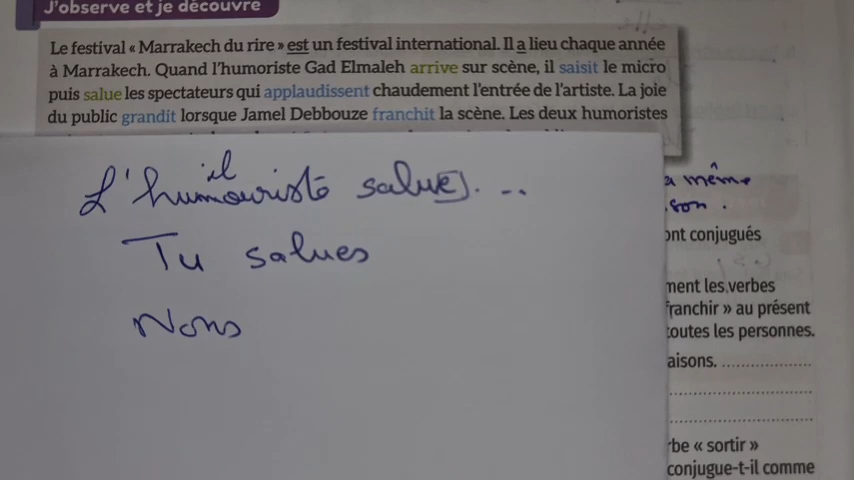 J'observe et je découvre
Le festival « Marrakech du rire » est un festival international. Il a lieu chaque année
à Marrakech. Quand l'humoriste Gad Elmaleh arrive sur scène, il saisit le micro
puis salue les spectateurs qui applaudissent chaudement l'entrée de l'artiste. La joie
du public grandit lorsque Jamel Debbouze franchit la scène. Les deux humoristes
il
L'humouriste salue...
Tu salues
Nous
a même
son.
ont conjugués
ment les verbes
franchir » au présent
toutes les personnes.
aisons.
rbe « sortir »
conjugue-t-il comme